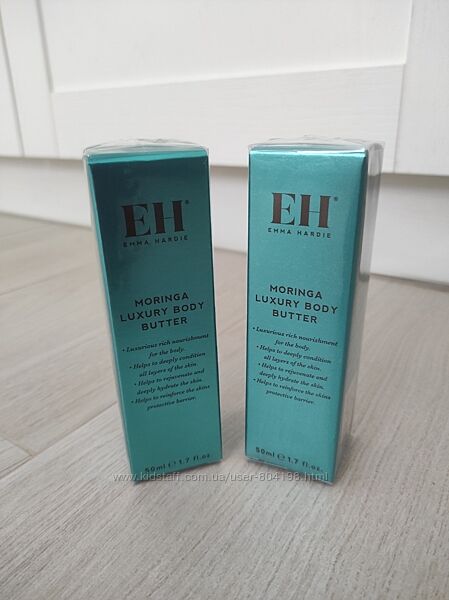 EH®
EMMA HARDIE
MORINGA
LUXURY BODY
BUTTER
• Luxurious rich nourishment
for the body.
• Helps to deeply condition
all layers of the skin.
• Helps to rejuvenate and
deeply hydrate the skin.
• Helps to reinforce the skins
protective barrier.
50ml ℮ 1.7 fl.oz.
EH®
EMMA HARDIE
MORINGA
LUXURY BODY
BUTTER
• Luxurious rich nourishment
for the body.
• Helps to deeply condition
all layers of the skin.
• Helps to rejuvenate and
deeply hydrate the skin.
• Helps to reinforce the skins
protective barrier.
50ml ℮ 1.7 fl.oz.
www.kidstaff.com.ua/user-804198.html